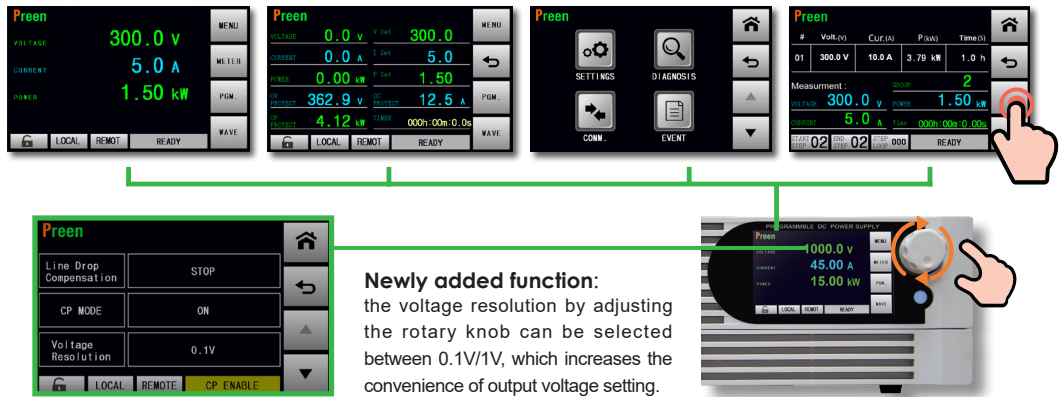 Preen
VOLTAGE 300.0 V
CURRENT 5.0 A
POWER 1.50 kW
LOCAL REMOT READY
MENU
METER
PGM.
WAVE
Preen
VOLTAGE 0.0 V V Set 300.0
CURRENT 0.0 A I Set 5.0
POWER 0.00 kW P Set 1.50
OV PROTECT 362.9 V OC PROTECT 12.5 A
OP PROTECT 4.12 kW TIMER 000h:00m:0.0s
LOCAL REMOT READY
MENU
PGM.
WAVE
SETTINGS DIAGNOSIS
COMM. EVENT
Preen
# Volt.(V) Cur.(A) P(kW) Time(S)
01 300.0 V 10.0 A 3.79 kW 1.0 h
Measurment : GROUP 2
VOLTAGE 300.0 V POWER 1.50 kW
CURRENT 5.0 A Time 000h:00m:0.00s
START STEP 02 END STEP 02 STEP LOOP 000 READY
Preen
Line Drop
Compensation STOP
CP MODE ON
Voltage
Resolution 0.1V
LOCAL REMOTE CP ENABLE
Newly added function:
the voltage resolution by adjusting
the rotary knob can be selected
between 0.1V/1V, which increases the
convenience of output voltage setting.
PROGRAMMBLE DC POWER SUPPLY
Preen
VOLTAGE 1000.0 V
CURRENT 45.00 A
POWER 15.00 kW
LOCAL REMOT READY
MENU
METER
PGM.
WAVE